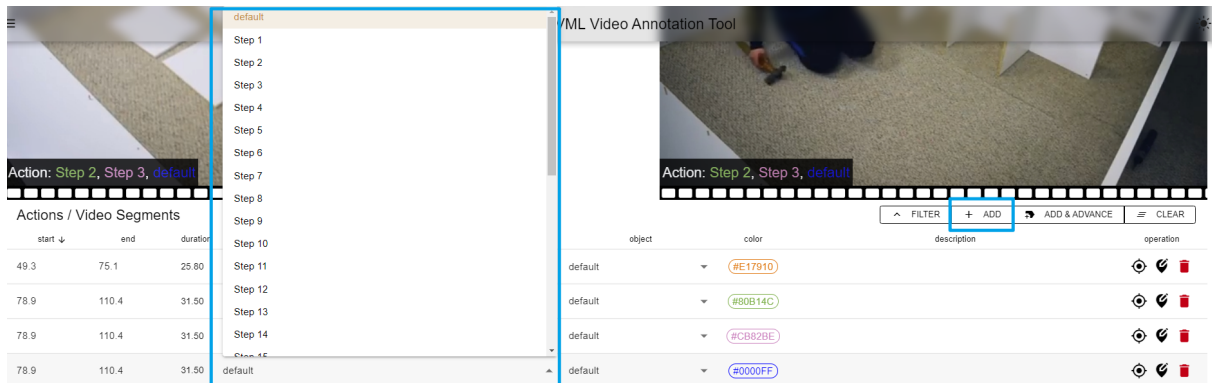 default
/ML Video Annotation Tool
Step 1
Step 2
Step 3
Step 4
Step 5
Step 6
Step 7
Step 8
Step 9
Step 10
Step 11
Step 12
Step 13
Step 14
Step 15
Action: Step 2, Step 3, default
Action: Step 2, Step 3, default
Actions / Video Segments
FILTER + ADD ADD & ADVANCE CLEAR
start ↓ end duration object color description operation
49.3 75.1 25.80 default #E17910
78.9 110.4 31.50 default #80B14C
78.9 110.4 31.50 default #CB82BE
78.9 110.4 31.50 default default #0000FF